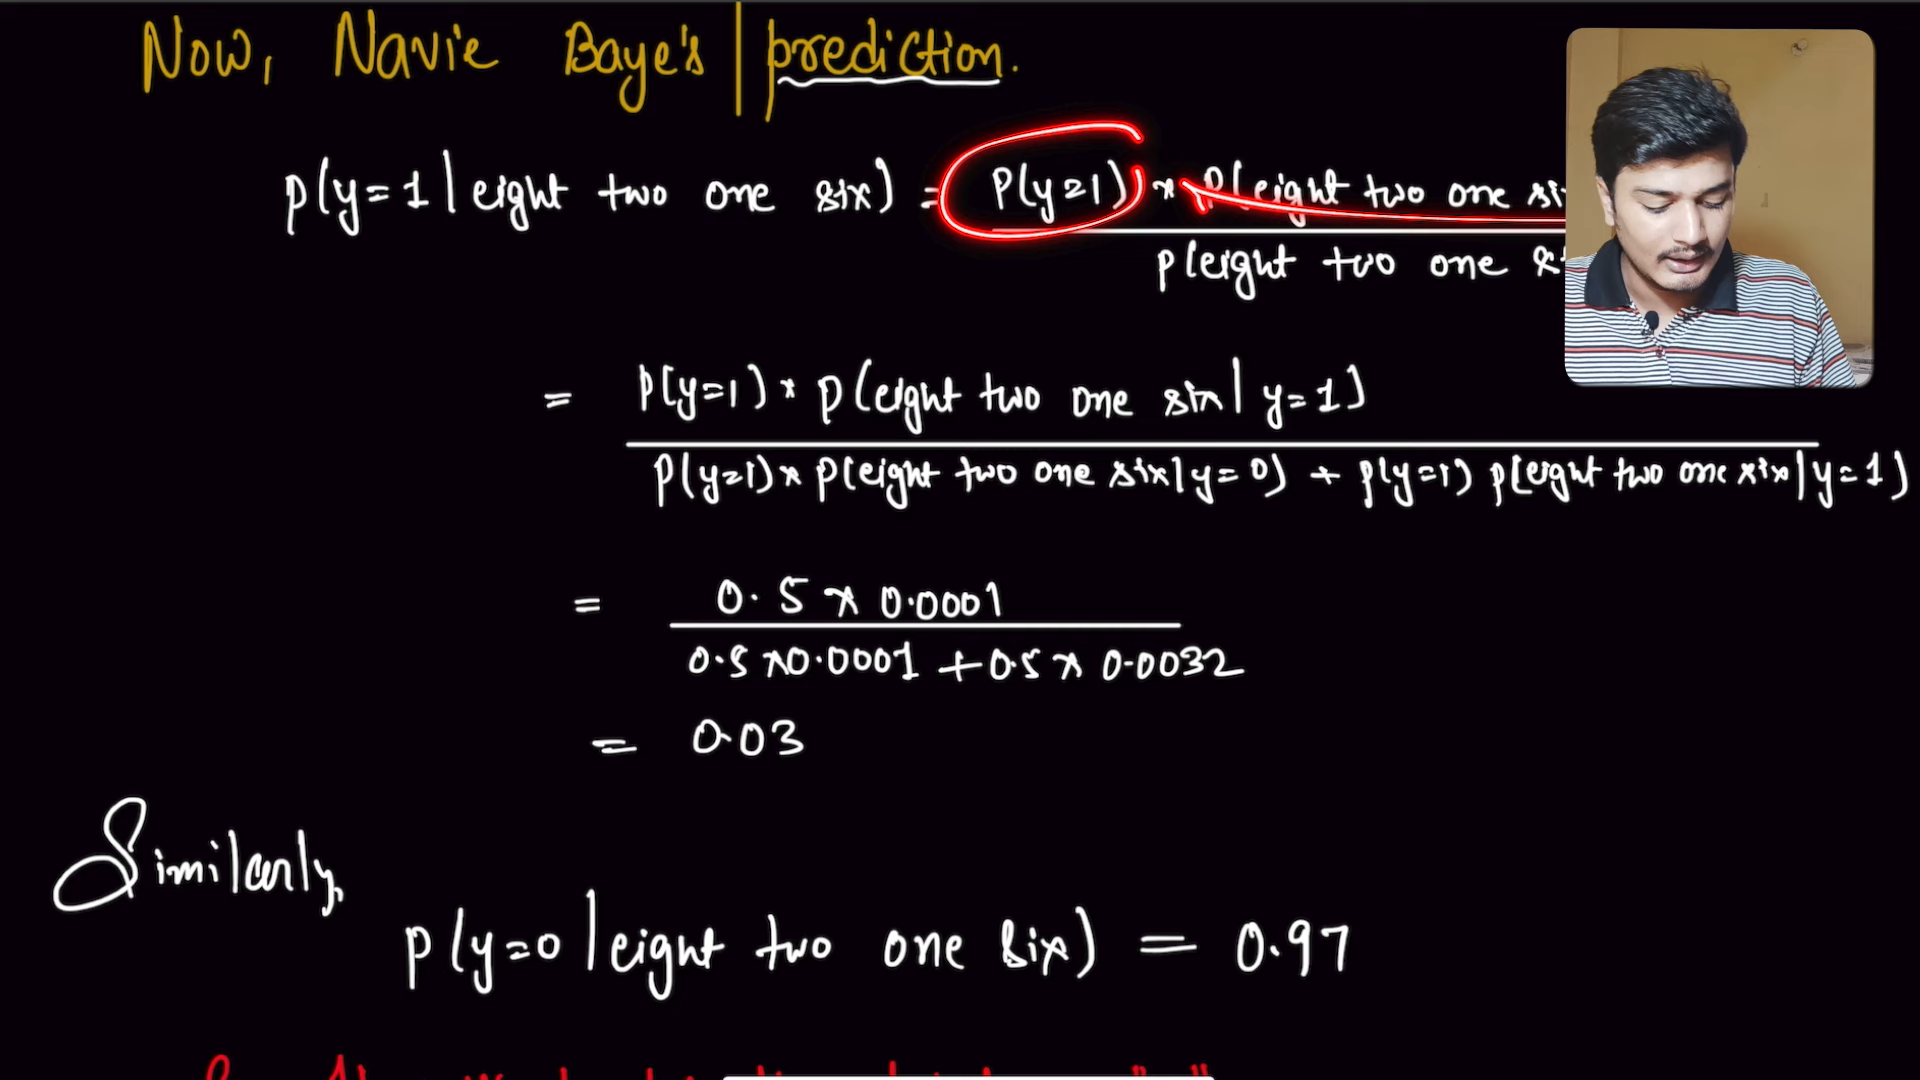 Now, Navie Baye's prediction.
p(y=1|eight two one six) = P(y=1) * P(eight two one
p(eight two one
= P(y=1) * p(eight two one sin| y=1)
P(y=1)* p(eight two one six|y=0) + p(y=1) p(eight two one six|y=1)
= 0.5 * 0.0001
0.5 *0.0001 + 0.5 * 0.0032
= 0.03
Similarly,
p(y=0|eight two one six) = 0.97